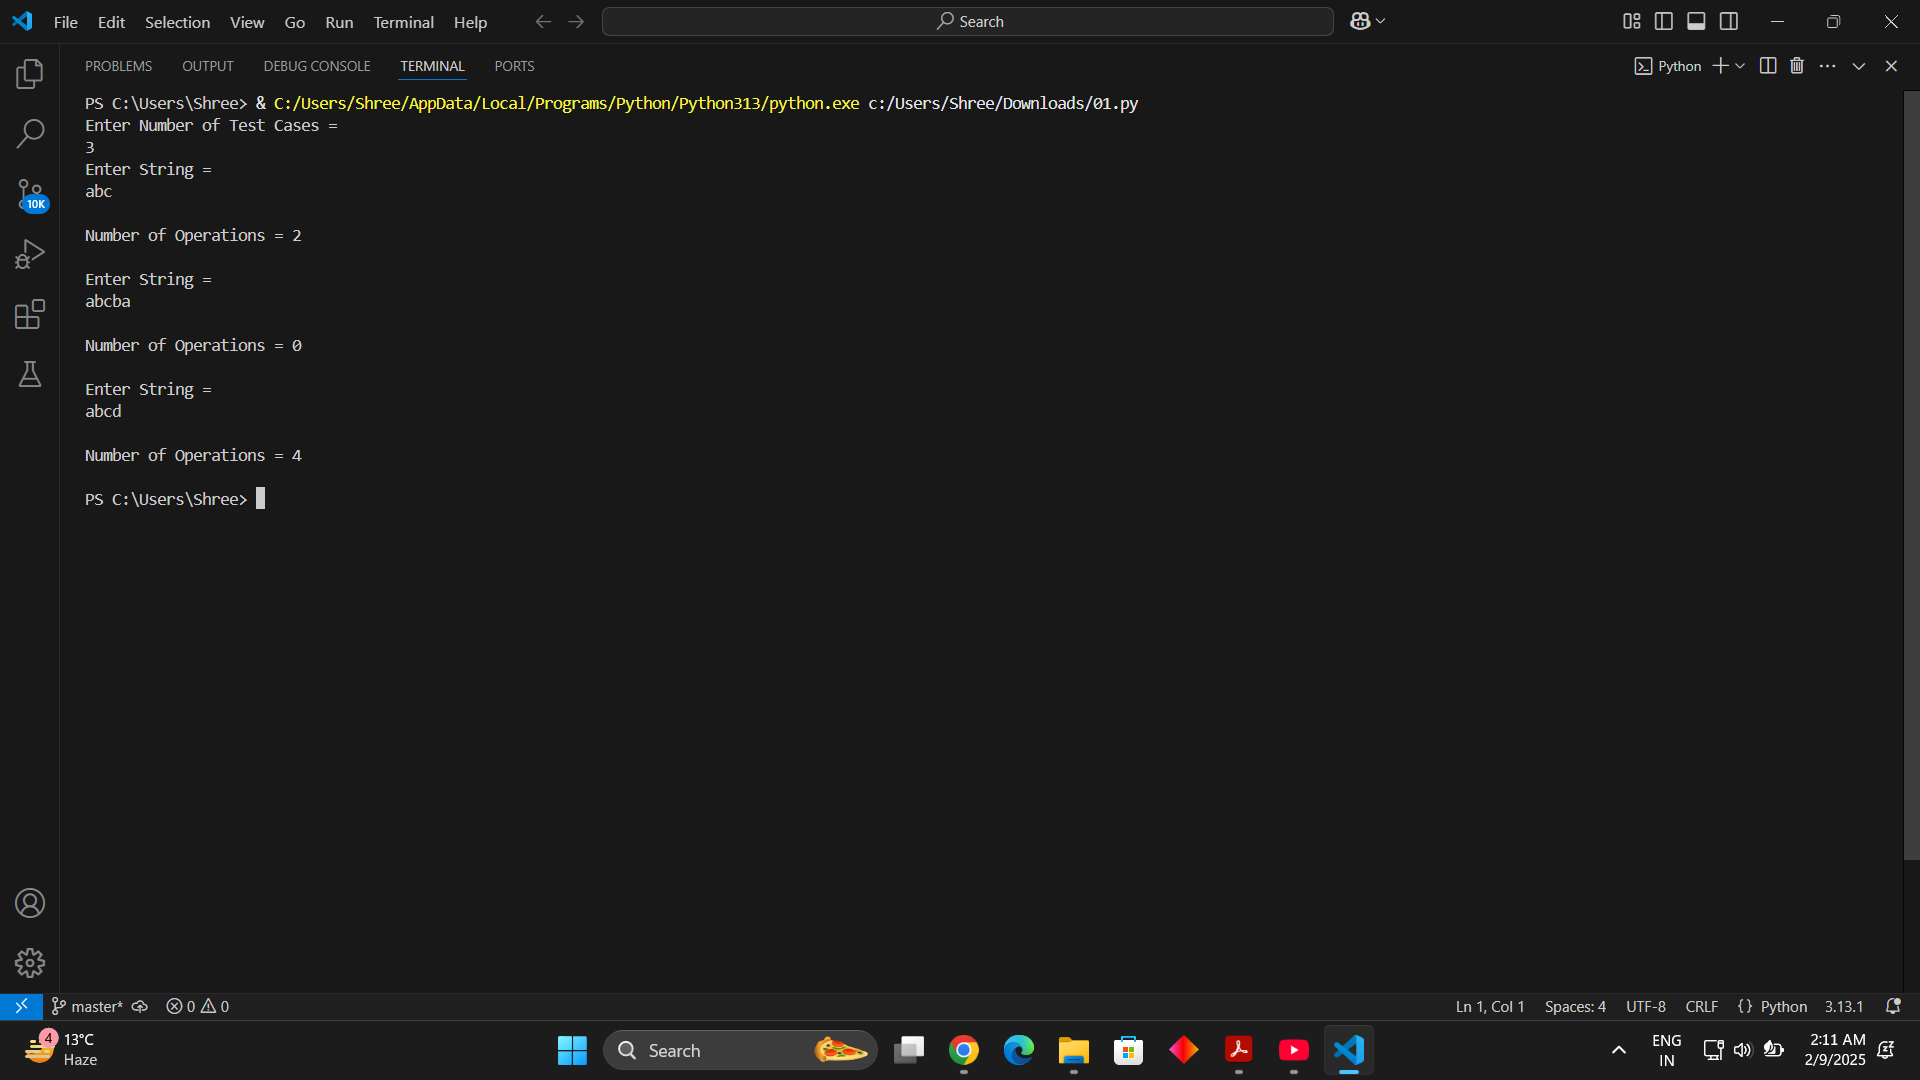 File Edit Selection View Go Run Terminal Help
Search
PROBLEMS OUTPUT DEBUG CONSOLE TERMINAL PORTS
Python
PS C:\Users\Shree> & C:/Users/Shree/AppData/Local/Programs/Python/Python313/python.exe c:/Users/Shree/Downloads/01.py
Enter Number of Test Cases =
3
Enter String =
abc
Number of Operations = 2
Enter String =
abcba
Number of Operations = 0
Enter String =
abcd
Number of Operations = 4
PS C:\Users\Shree>
10K
master* 0 0
Ln 1, Col 1 Spaces: 4 UTF-8 CRLF {} Python 3.13.1
4
13°C
Haze
Search
ENG
IN
2:11 AM
2/9/2025